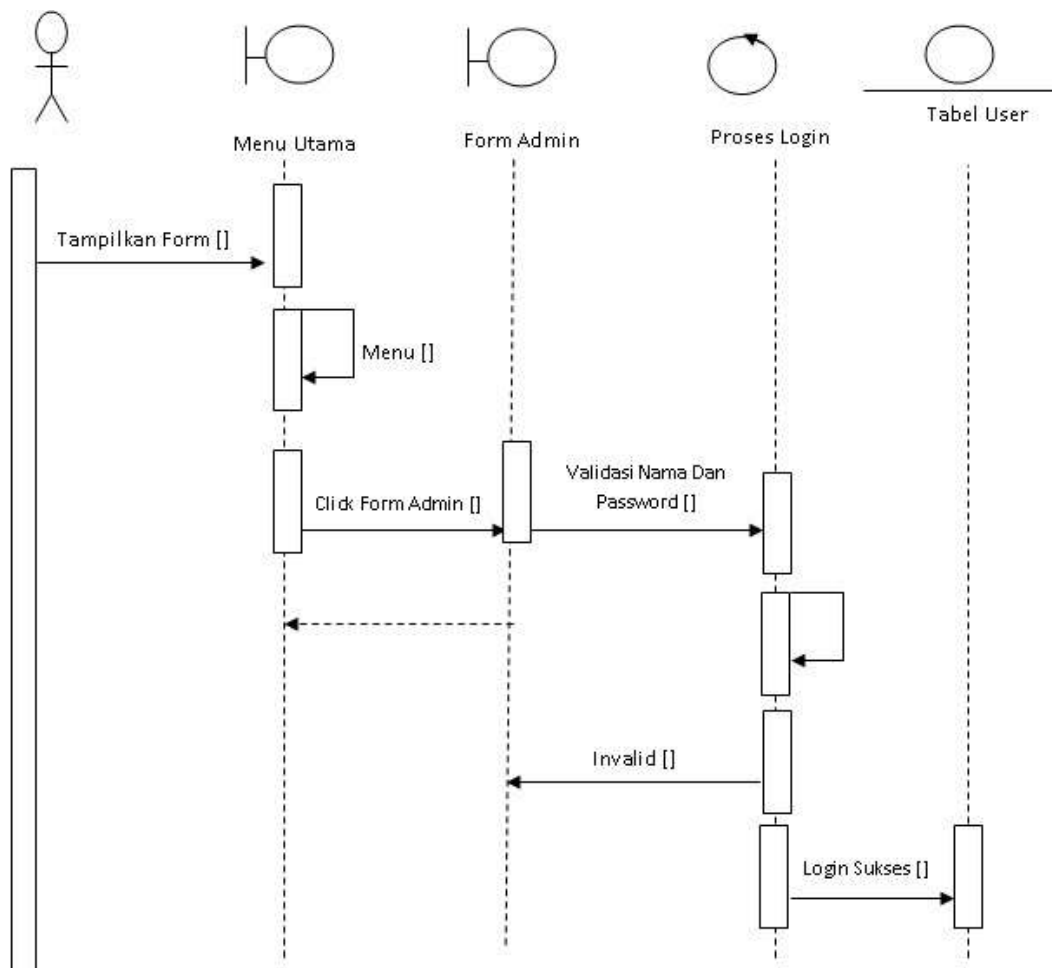 Menu Utama
Form Admin
Proses Login
Tabel User
Tampilkan Form []
Menu []
Click Form Admin []
Validasi Nama Dan
Password []
Invalid []
Login Sukses []